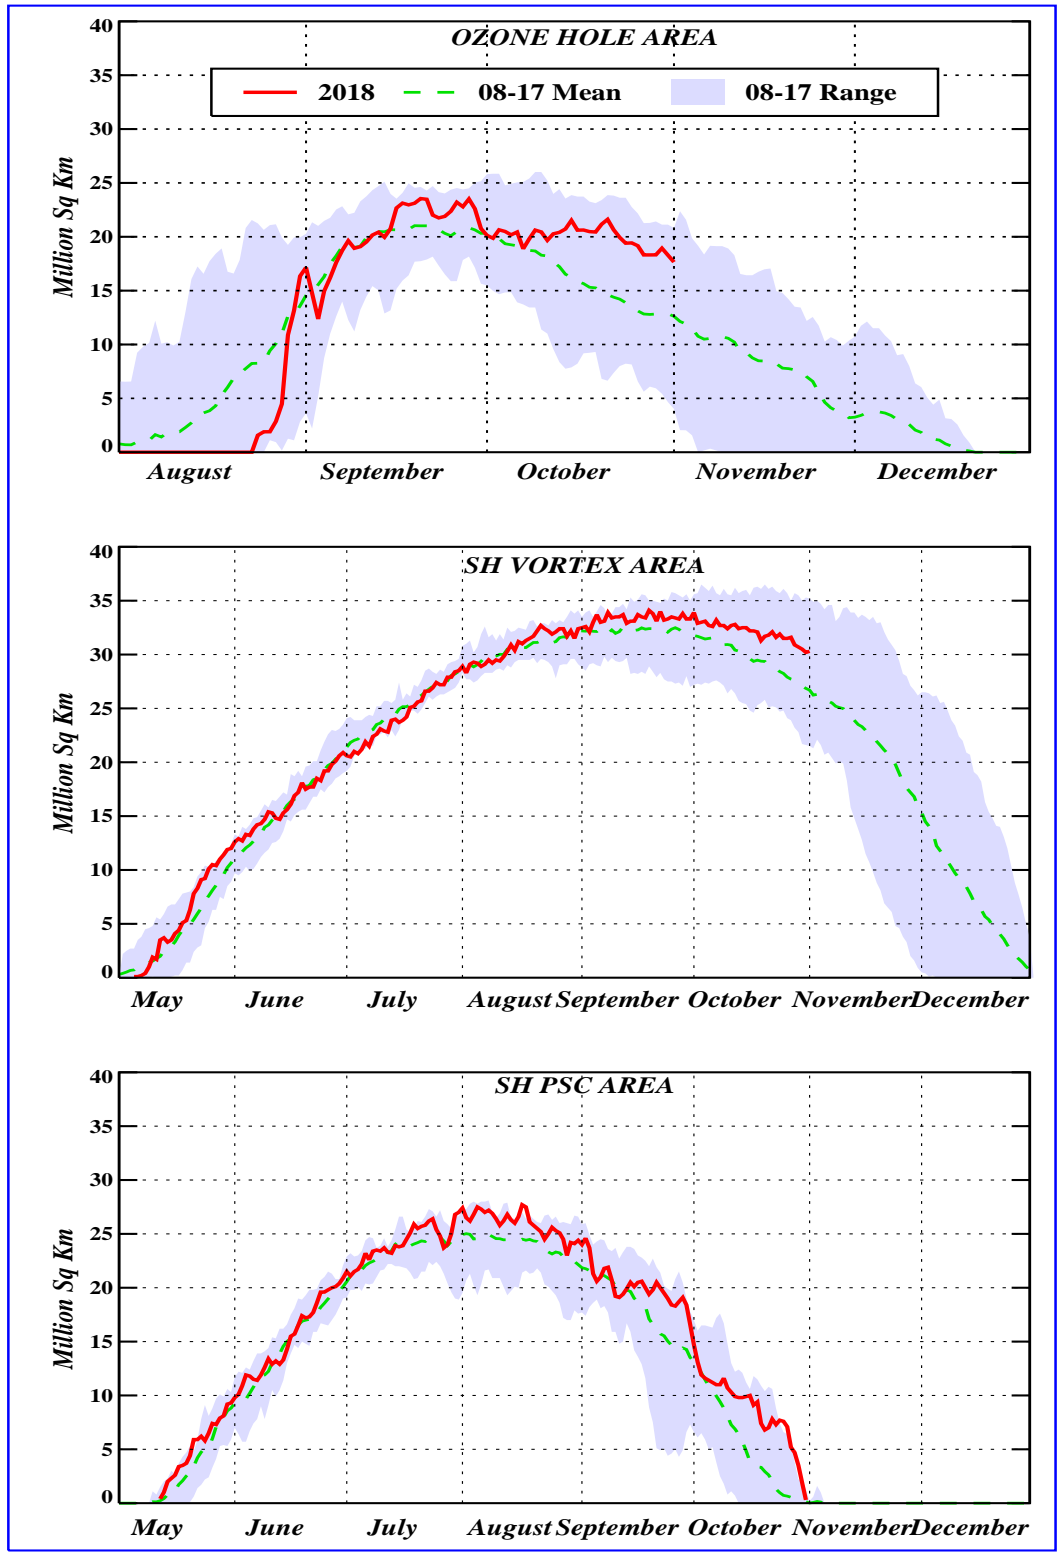 OZONE HOLE AREA
2018 08-17 Mean 08-17 Range
Million Sq Km
40
35
30
25
20
15
10
5
0
August September October November December
SH VORTEX AREA
Million Sq Km
40
35
30
25
20
15
10
5
0
May June July August September October November December
SH PSC AREA
Million Sq Km
40
35
30
25
20
15
10
5
0
May June July August September October November December